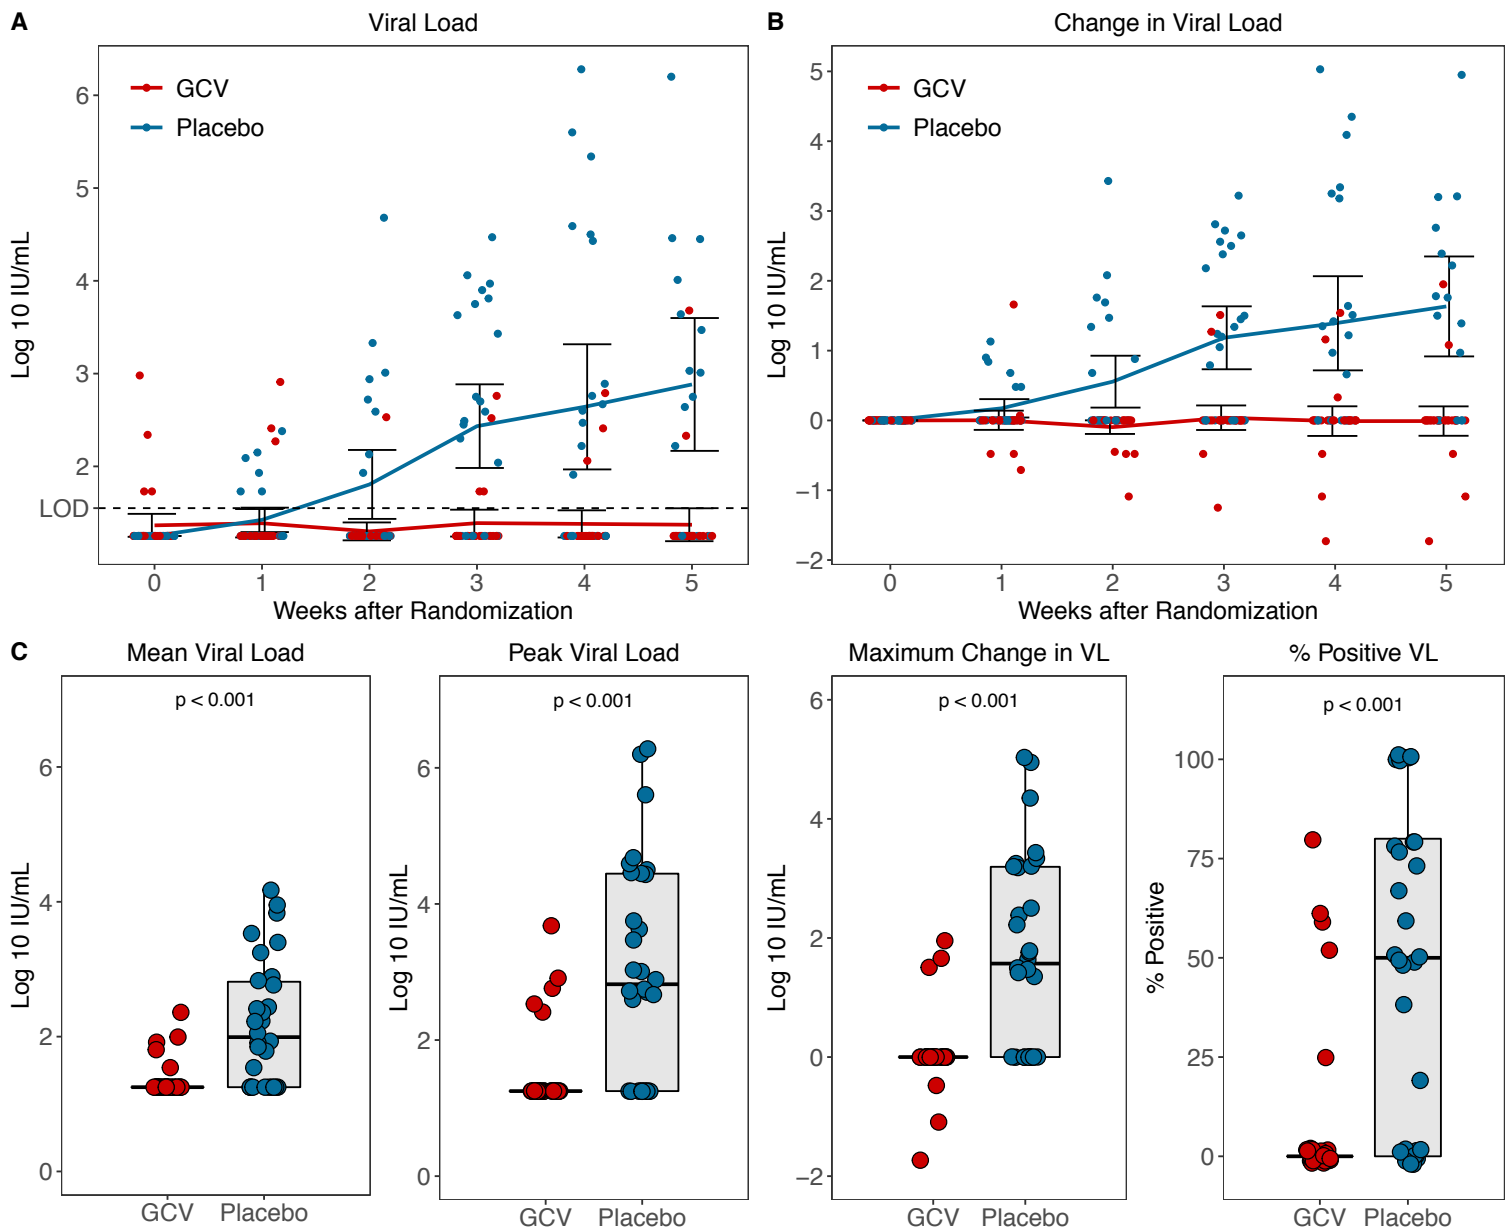 A
Viral Load
GCV
Placebo
Log 10 IU/mL
6
5
4
3
2
LOD
0 1 2 3 4 5
Weeks after Randomization
B
Change in Viral Load
GCV
Placebo
Log 10 IU/mL
5
4
3
2
1
0
−1
−2
0 1 2 3 4 5
Weeks after Randomization
C
Mean Viral Load
p < 0.001
Log 10 IU/mL
6
4
2
0
GCV Placebo
Peak Viral Load
p < 0.001
Log 10 IU/mL
6
4
2
0
GCV Placebo
Maximum Change in VL
p < 0.001
Log 10 IU/mL
6
4
2
0
−2
GCV Placebo
% Positive VL
p < 0.001
% Positive
100
75
50
25
0
GCV Placebo